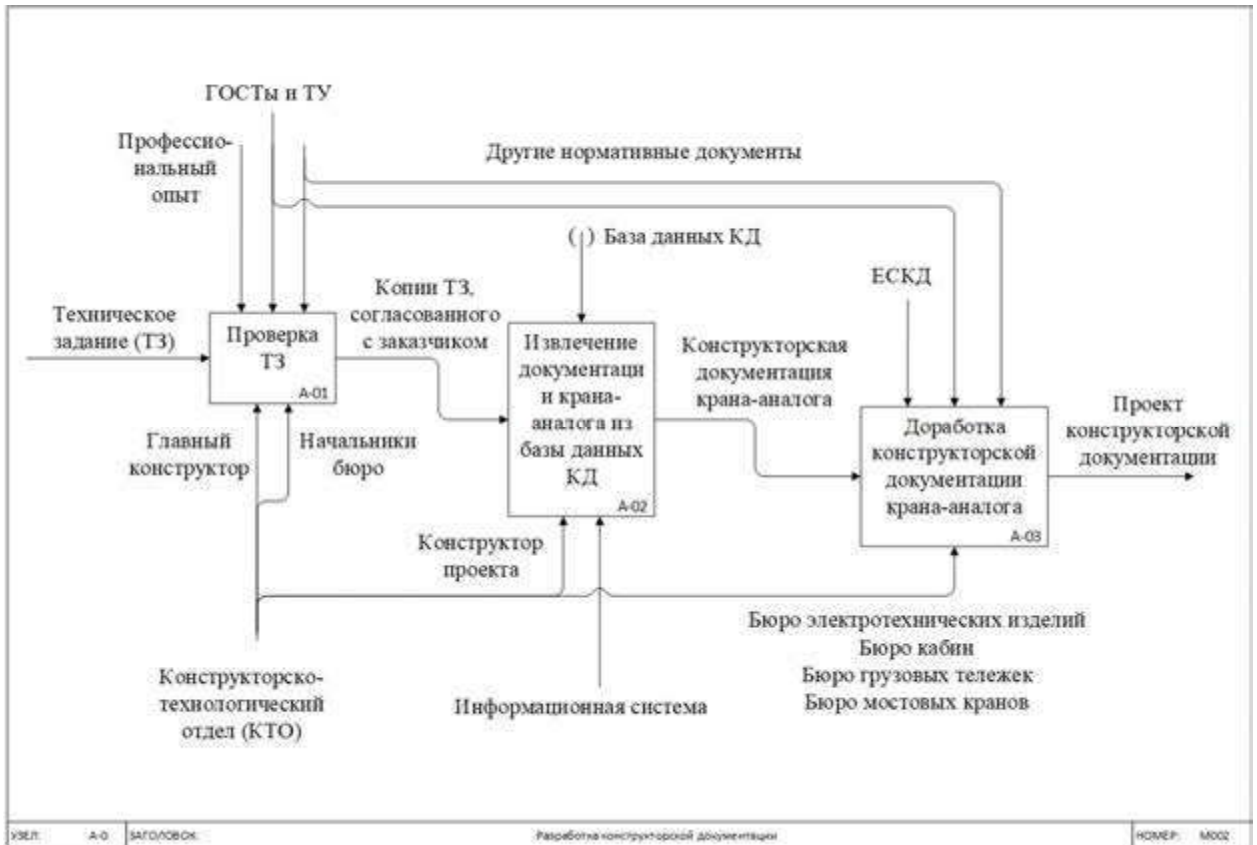 ГОСТы и ТУ
Профессио-
нальный
опыт
Другие нормативные документы
( ) База данных КД
ЕСКД
Техническое
задание (ТЗ)
Проверка
ТЗ
А-01
Копии ТЗ,
согласованного
с заказчиком
Извлечение
документаци
и крана-
аналога из
базы данных
КД
А-02
Конструкторская
документация
крана-аналога
Доработка
конструкторской
документации
крана-аналога
А-03
Проект
конструкторской
документации
Главный
конструктор
Начальники
бюро
Конструктор
проекта
Бюро электротехнических изделий
Бюро кабин
Бюро грузовых тележек
Бюро мостовых кранов
Конструкторско-
технологический
отдел (КТО)
Информационная система
УЗЕЛ: А-0 ЗАГОЛОВОК: Разработка конструкторской документации НОМЕР: М002